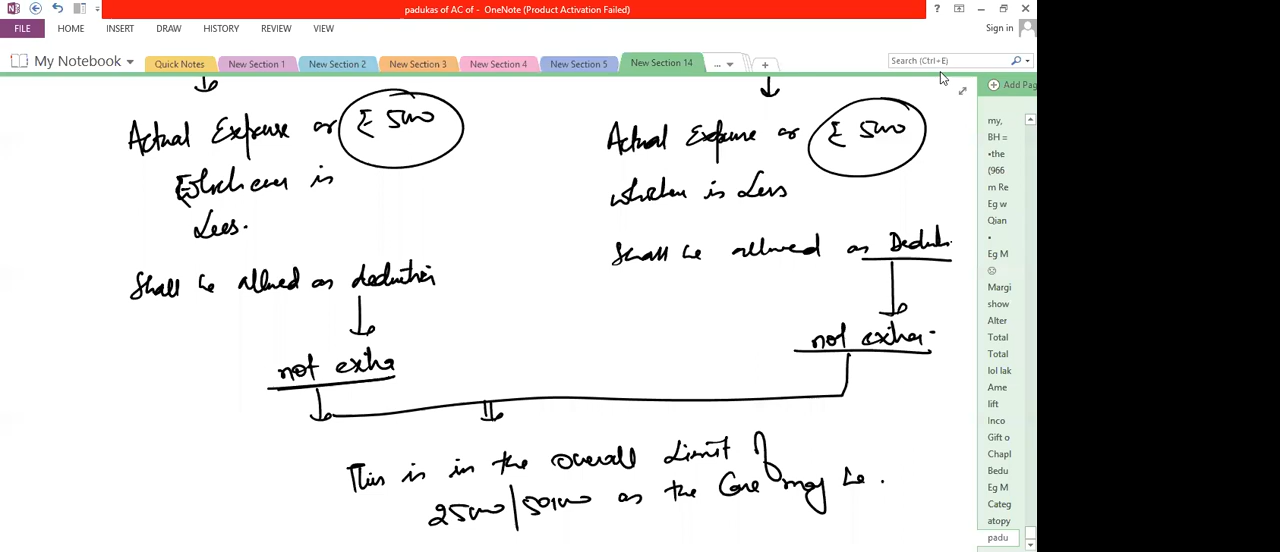 padukas of AC of - OneNote (Product Activation Failed)
Sign in
FILE HOME INSERT DRAW HISTORY REVIEW VIEW
My Notebook Quick Notes New Section 1 New Section 2 New Section 3 New Section 4 New Section 5 New Section 14 ... + Search (Ctrl+E)
Add Pag
Actual Expense or ₹ 5000
Whichever is
Less.
Shall be allowed as deduction
not extra
Actual Expense or ₹ 5000
whichever is Less
Shall be allowed as Deduc
not extra
This is in the overall Limit of
25000/50000 as the Case may be.
my,
BH =
•the
(966
m Re
Eg w
Qian
•
Eg M
☺
Margi
show
Alter
Total
Total
lol lak
Ame
lift
Inco
Gift o
Chapl
Bedu
Eg M
Categ
atopy
padu